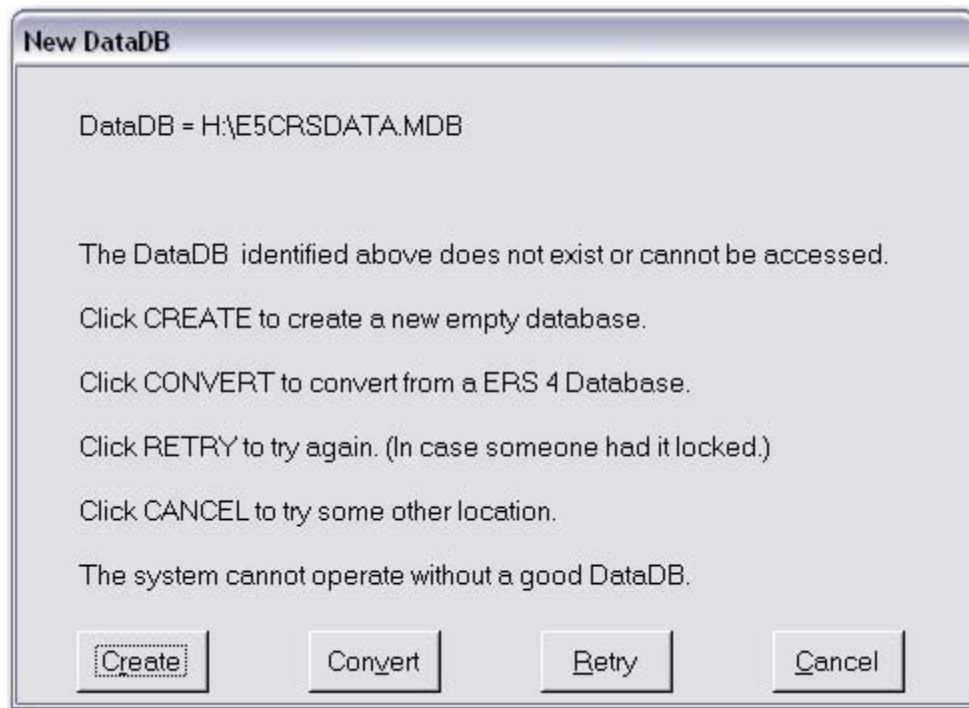 New DataDB
DataDB = H:\E5CRSDATA.MDB
The DataDB  identified above does not exist or cannot be accessed.
Click CREATE to create a new empty database.
Click CONVERT to convert from a ERS 4 Database.
Click RETRY to try again. (In case someone had it locked.)
Click CANCEL to try some other location.
The system cannot operate without a good DataDB.
Create Convert Retry Cancel